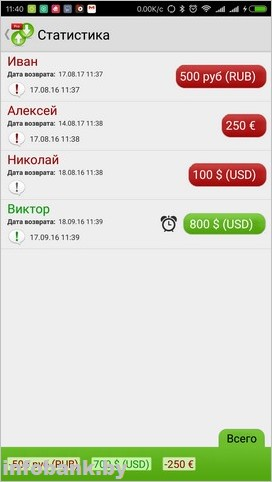 11:40
0.00K/c
Статистика
Иван
Дата возврата: 17.08.17 11:37
17.08.16 11:37
500 руб (RUB)
Алексей
Дата возврата: 14.08.17 11:38
17.08.16 11:38
250 €
Николай
Дата возврата: 18.08.16 11:38
11:38
100 $ (USD)
Виктор
Дата возврата: 18.09.16 11:39
17.09.16 11:39
800 $ (USD)
Всего
-500 руб (РUB) 700 $ (USD) -250 €
infobank.by